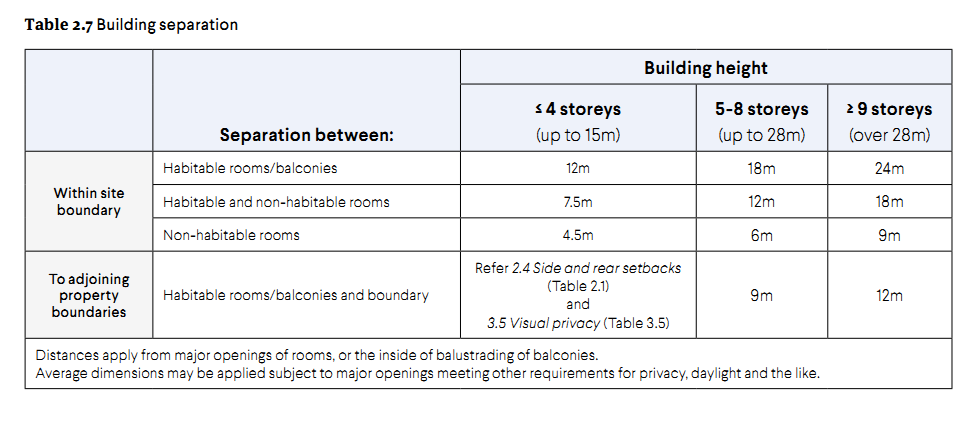 Table 2.7 Building separation
Building height
Separation between:
≤ 4 storeys
(up to 15m)
5-8 storeys
(up to 28m)
≥ 9 storeys
(over 28m)
Within site
boundary
Habitable rooms/balconies
12m
18m
24m
Habitable and non-habitable rooms
7.5m
12m
18m
Non-habitable rooms
4.5m
6m
9m
To adjoining
property
boundaries
Habitable rooms/balconies and boundary
Refer 2.4 Side and rear setbacks
(Table 2.1)
and
3.5 Visual privacy (Table 3.5)
9m
12m
Distances apply from major openings of rooms, or the inside of balustrading of balconies.
Average dimensions may be applied subject to major openings meeting other requirements for privacy, daylight and the like.